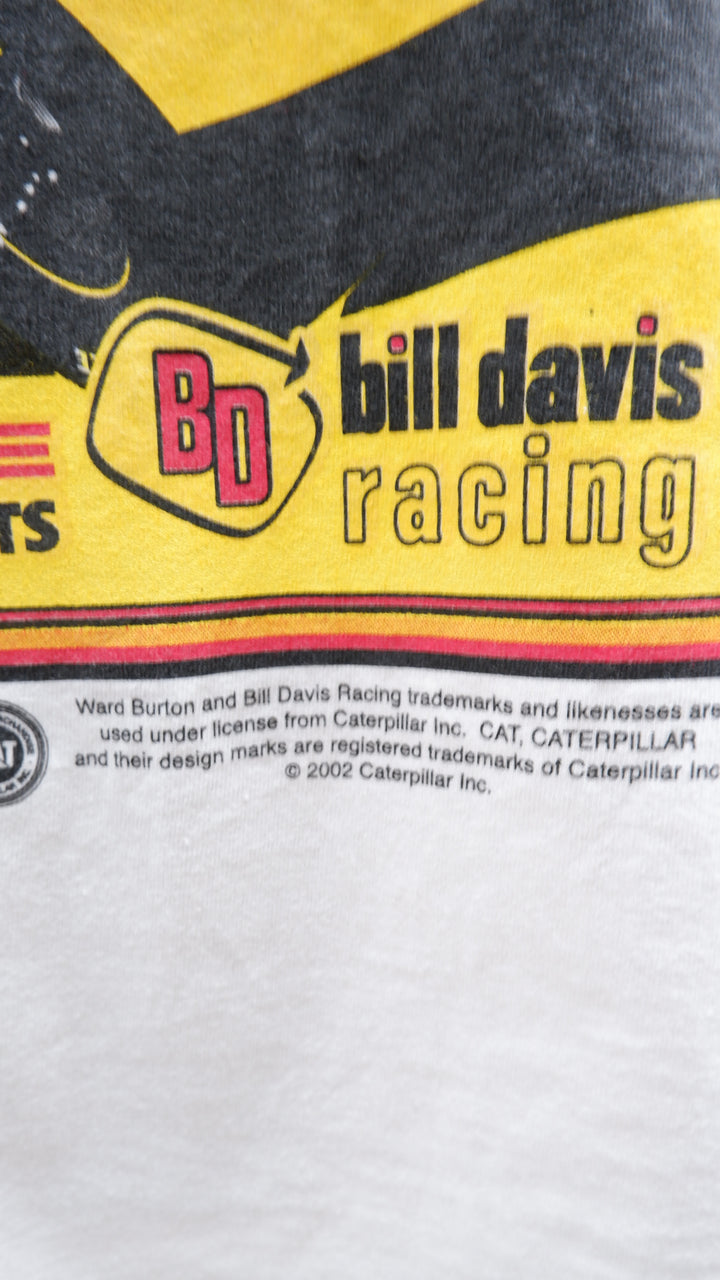 BD
bill davis
racing
TS
Ward Burton and Bill Davis Racing trademarks and likenesses are
used under license from Caterpillar Inc. CAT, CATERPILLAR
and their design marks are registered trademarks of Caterpillar Inc
© 2002 Caterpillar Inc.